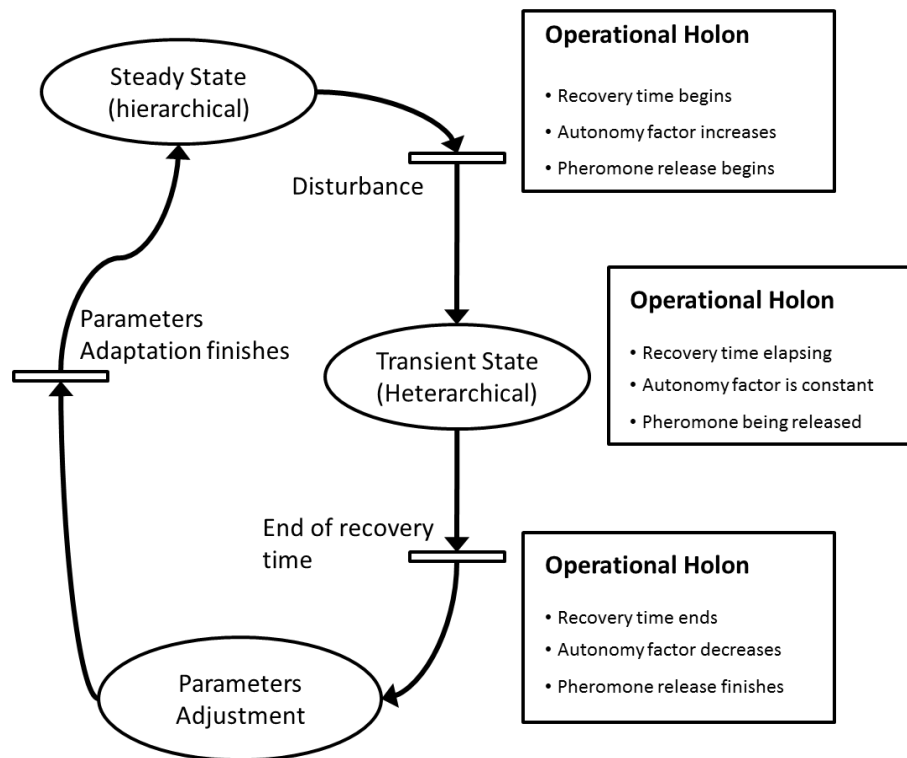 Steady State
(hierarchical)
Disturbance
Operational Holon
• Recovery time begins
• Autonomy factor increases
• Pheromone release begins
Transient State
(Heterarchical)
Operational Holon
• Recovery time elapsing
• Autonomy factor is constant
• Pheromone being released
Parameters
Adaptation finishes
End of recovery
time
Operational Holon
• Recovery time ends
• Autonomy factor decreases
• Pheromone release finishes
Parameters
Adjustment